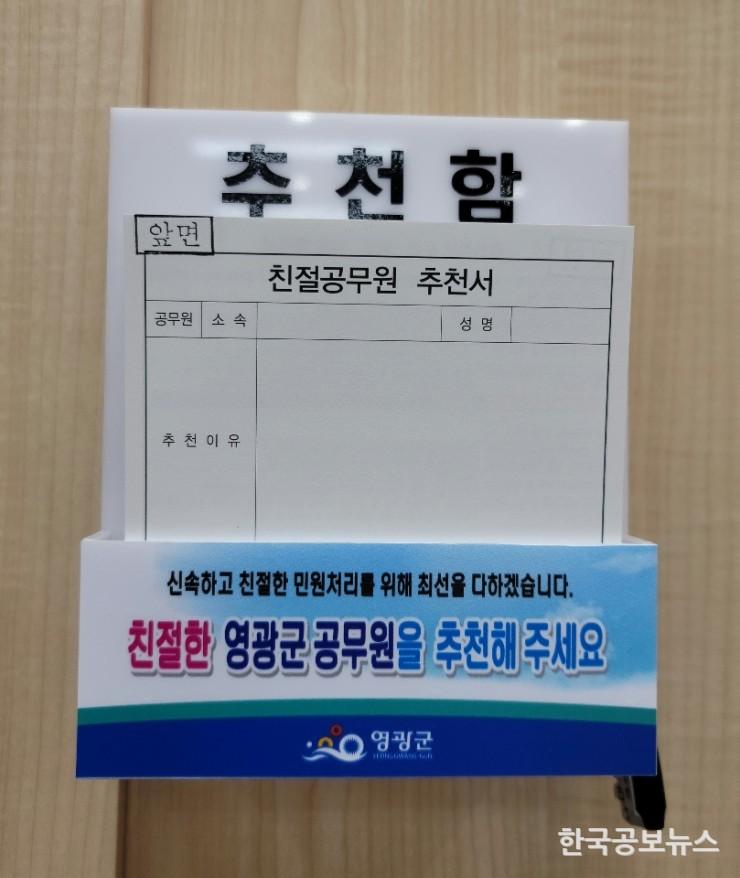 추천함
앞면
친절공무원 추천서
공무원 소속 성명
추천이유
신속하고 친절한 민원처리를 위해 최선을 다하겠습니다.
친절한 영광군 공무원을 추천해 주세요
영광군
YEONGGWANG-GUN
한국공보뉴스